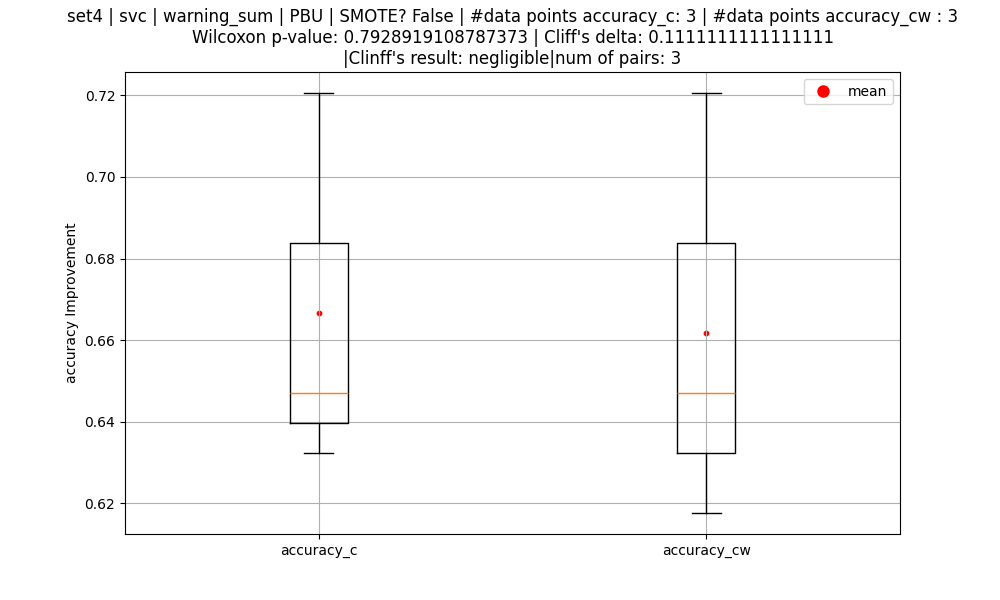 set4 | svc | warning_sum | PBU | SMOTE? False | #data points accuracy_c: 3 | #data points accuracy_cw : 3
Wilcoxon p-value: 0.7928919108787373 | Cliff's delta: 0.1111111111111111
|Clinff's result: negligible|num of pairs: 3
mean
0.72
0.70
0.68
0.66
0.64
0.62
accuracy Improvement
accuracy_c
accuracy_cw